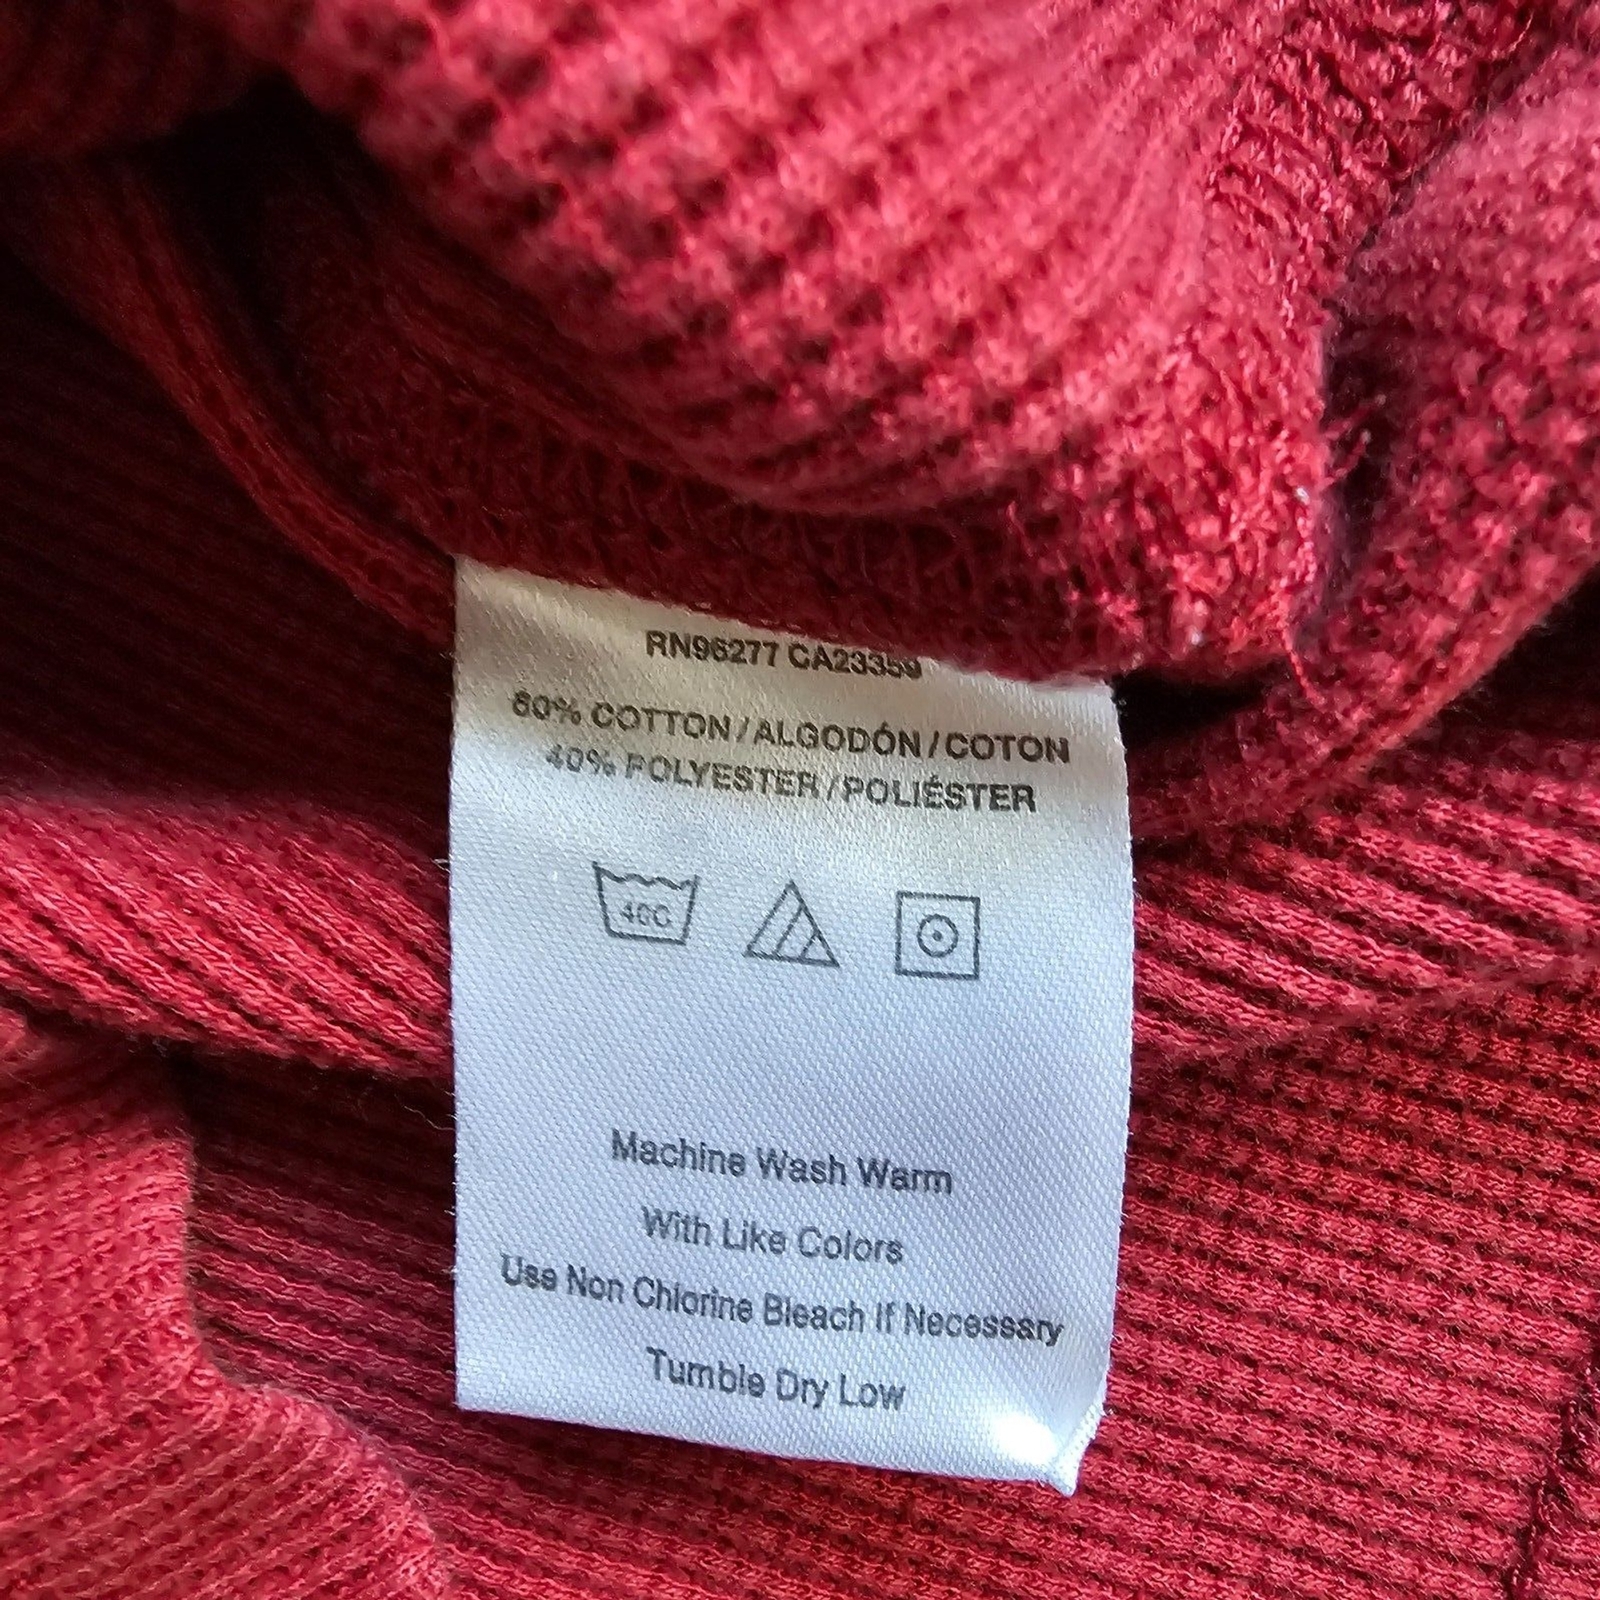 RN96277 CA23359
60% COTTON / ALGODÓN / COTON
40% POLYESTER / POLIÉSTER
40C
Machine Wash Warm
With Like Colors
Use Non Chlorine Bleach If Necessary
Tumble Dry Low